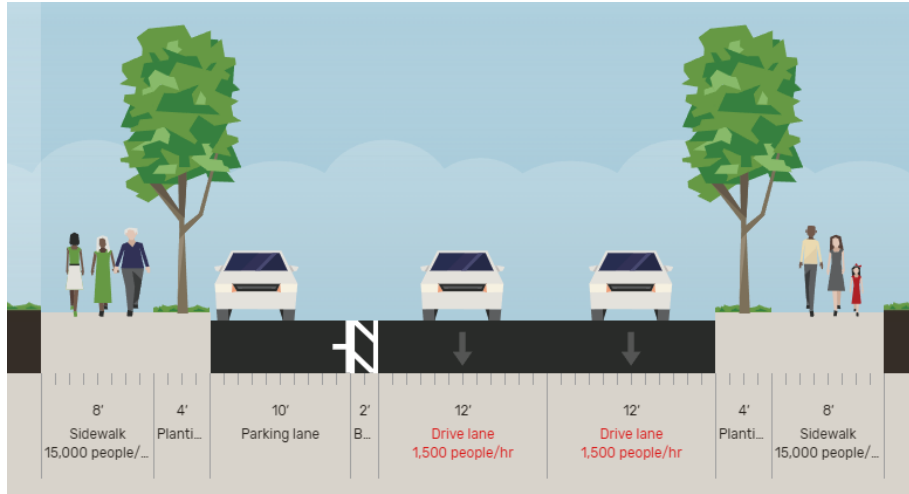 8' 4' 10' 2' 12' 12' 4' 8'
Sidewalk Planti... Parking lane B... Drive lane Drive lane Planti... Sidewalk
15,000 people/... 1,500 people/hr 1,500 people/hr 15,000 people/...